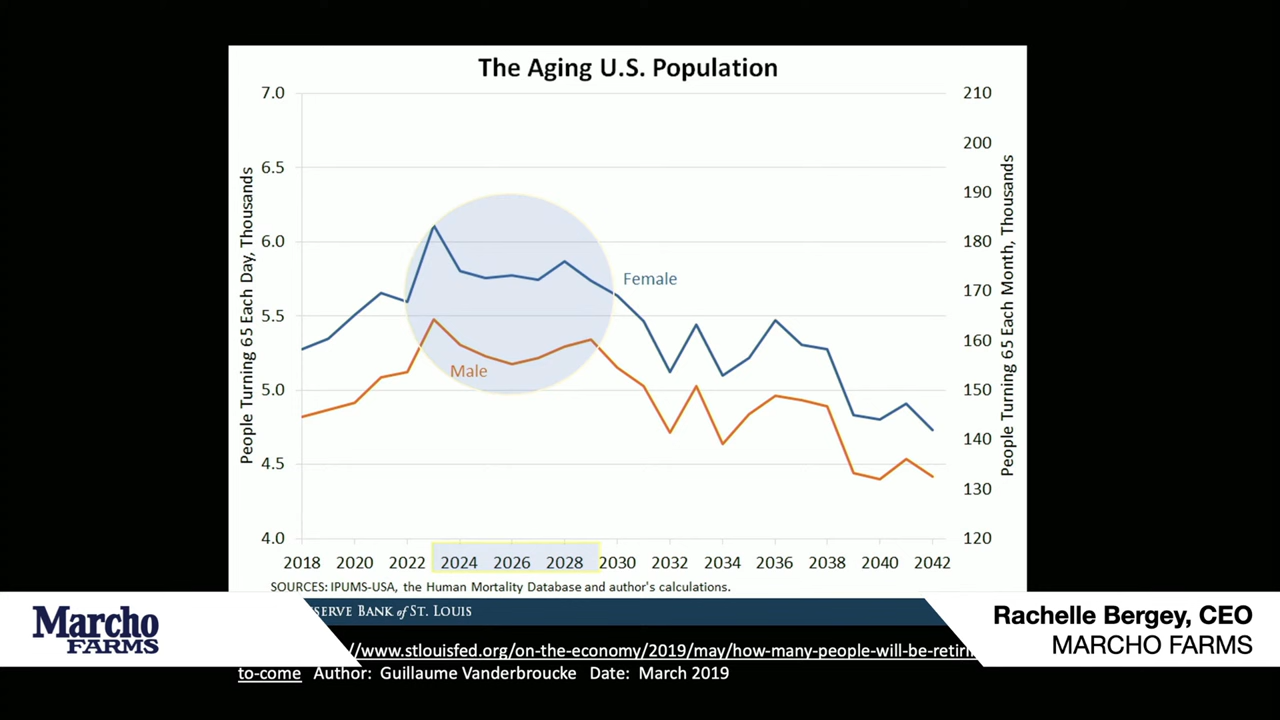 The Aging U.S. Population
People Turning 65 Each Day, Thousands
7.0
6.5
6.0
5.5
5.0
4.5
4.0
210
200
190
180
170
160
150
140
130
120
People Turning 65 Each Month, Thousands
Female
Male
2018 2020 2022 2024 2026 2028 2030 2032 2034 2036 2038 2040 2042
SOURCES: IPUMS-USA, the Human Mortality Database and author's calculations.
SERVE BANK of ST. LOUIS
//www.stlouisfed.org/on-the-economy/2019/may/how-many-people-will-be-retirin
to-come Author: Guillaume Vanderbroucke Date: March 2019
Marcho
FARMS
Rachelle Bergey, CEO
MARCHO FARMS